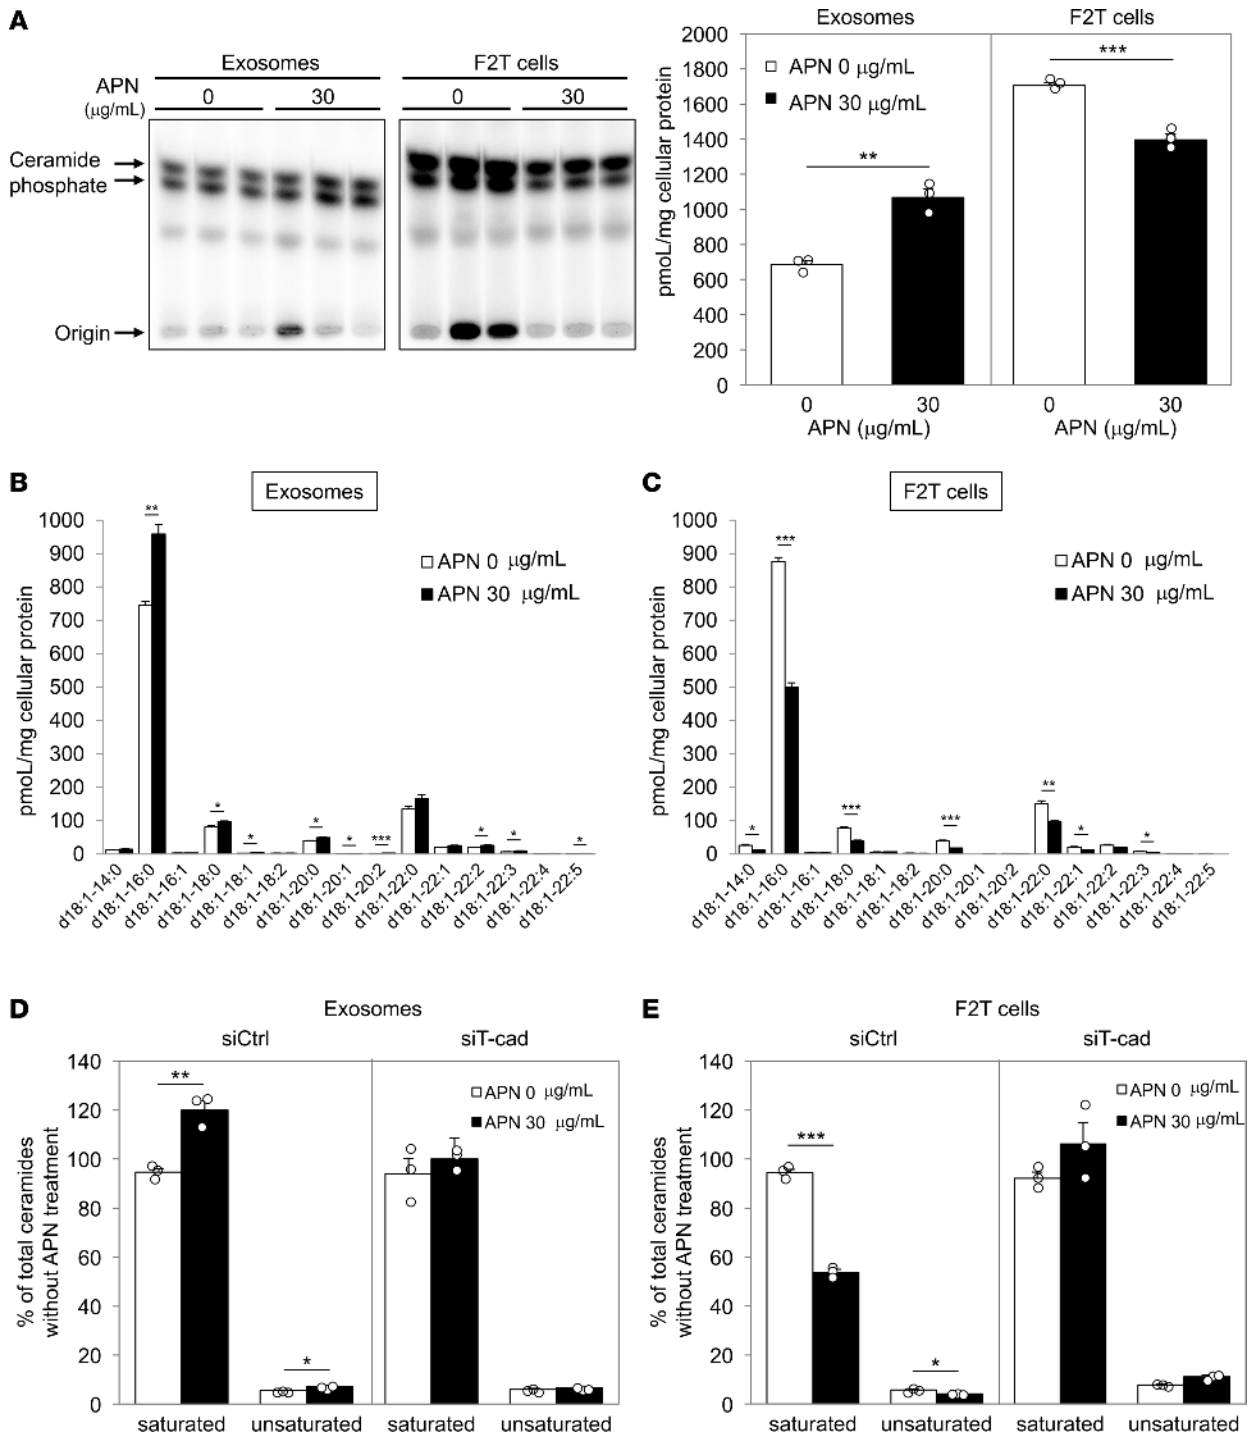 A
Exosomes
F2T cells
APN
(μg/mL)
0
30
0
30
Ceramide
phosphate
Origin
Exosomes
F2T cells
pmoL/mg cellular protein
2000
1800
1600
1400
1200
1000
800
600
400
200
0
APN 0 μg/mL
APN 30 μg/mL
**
***
0
30
0
30
APN (μg/mL)
APN (μg/mL)
B
Exosomes
pmoL/mg cellular protein
1000
900
800
700
600
500
400
300
200
100
0
APN 0 μg/mL
APN 30 μg/mL
**
*
*
*
*
***
*
*
*
d18:1-14:0
d18:1-16:0
d18:1-16:1
d18:1-18:0
d18:1-18:1
d18:1-18:2
d18:1-20:0
d18:1-20:1
d18:1-20:2
d18:1-22:0
d18:1-22:1
d18:1-22:2
d18:1-22:3
d18:1-22:4
d18:1-22:5
C
F2T cells
pmoL/mg cellular protein
1000
900
800
700
600
500
400
300
200
100
0
APN 0 μg/mL
APN 30 μg/mL
*
***
***
***
**
*
*
d18:1-14:0
d18:1-16:0
d18:1-16:1
d18:1-18:0
d18:1-18:1
d18:1-18:2
d18:1-20:0
d18:1-20:1
d18:1-20:2
d18:1-22:0
d18:1-22:1
d18:1-22:2
d18:1-22:3
d18:1-22:4
d18:1-22:5
D
Exosomes
siCtrl
siT-cad
% of total ceramides
without APN treatment
140
120
100
80
60
40
20
0
APN 0 μg/mL
APN 30 μg/mL
**
*
saturated
unsaturated
saturated
unsaturated
E
F2T cells
siCtrl
siT-cad
% of total ceramides
without APN treatment
140
120
100
80
60
40
20
0
APN 0 μg/mL
APN 30 μg/mL
***
*
saturated
unsaturated
saturated
unsaturated